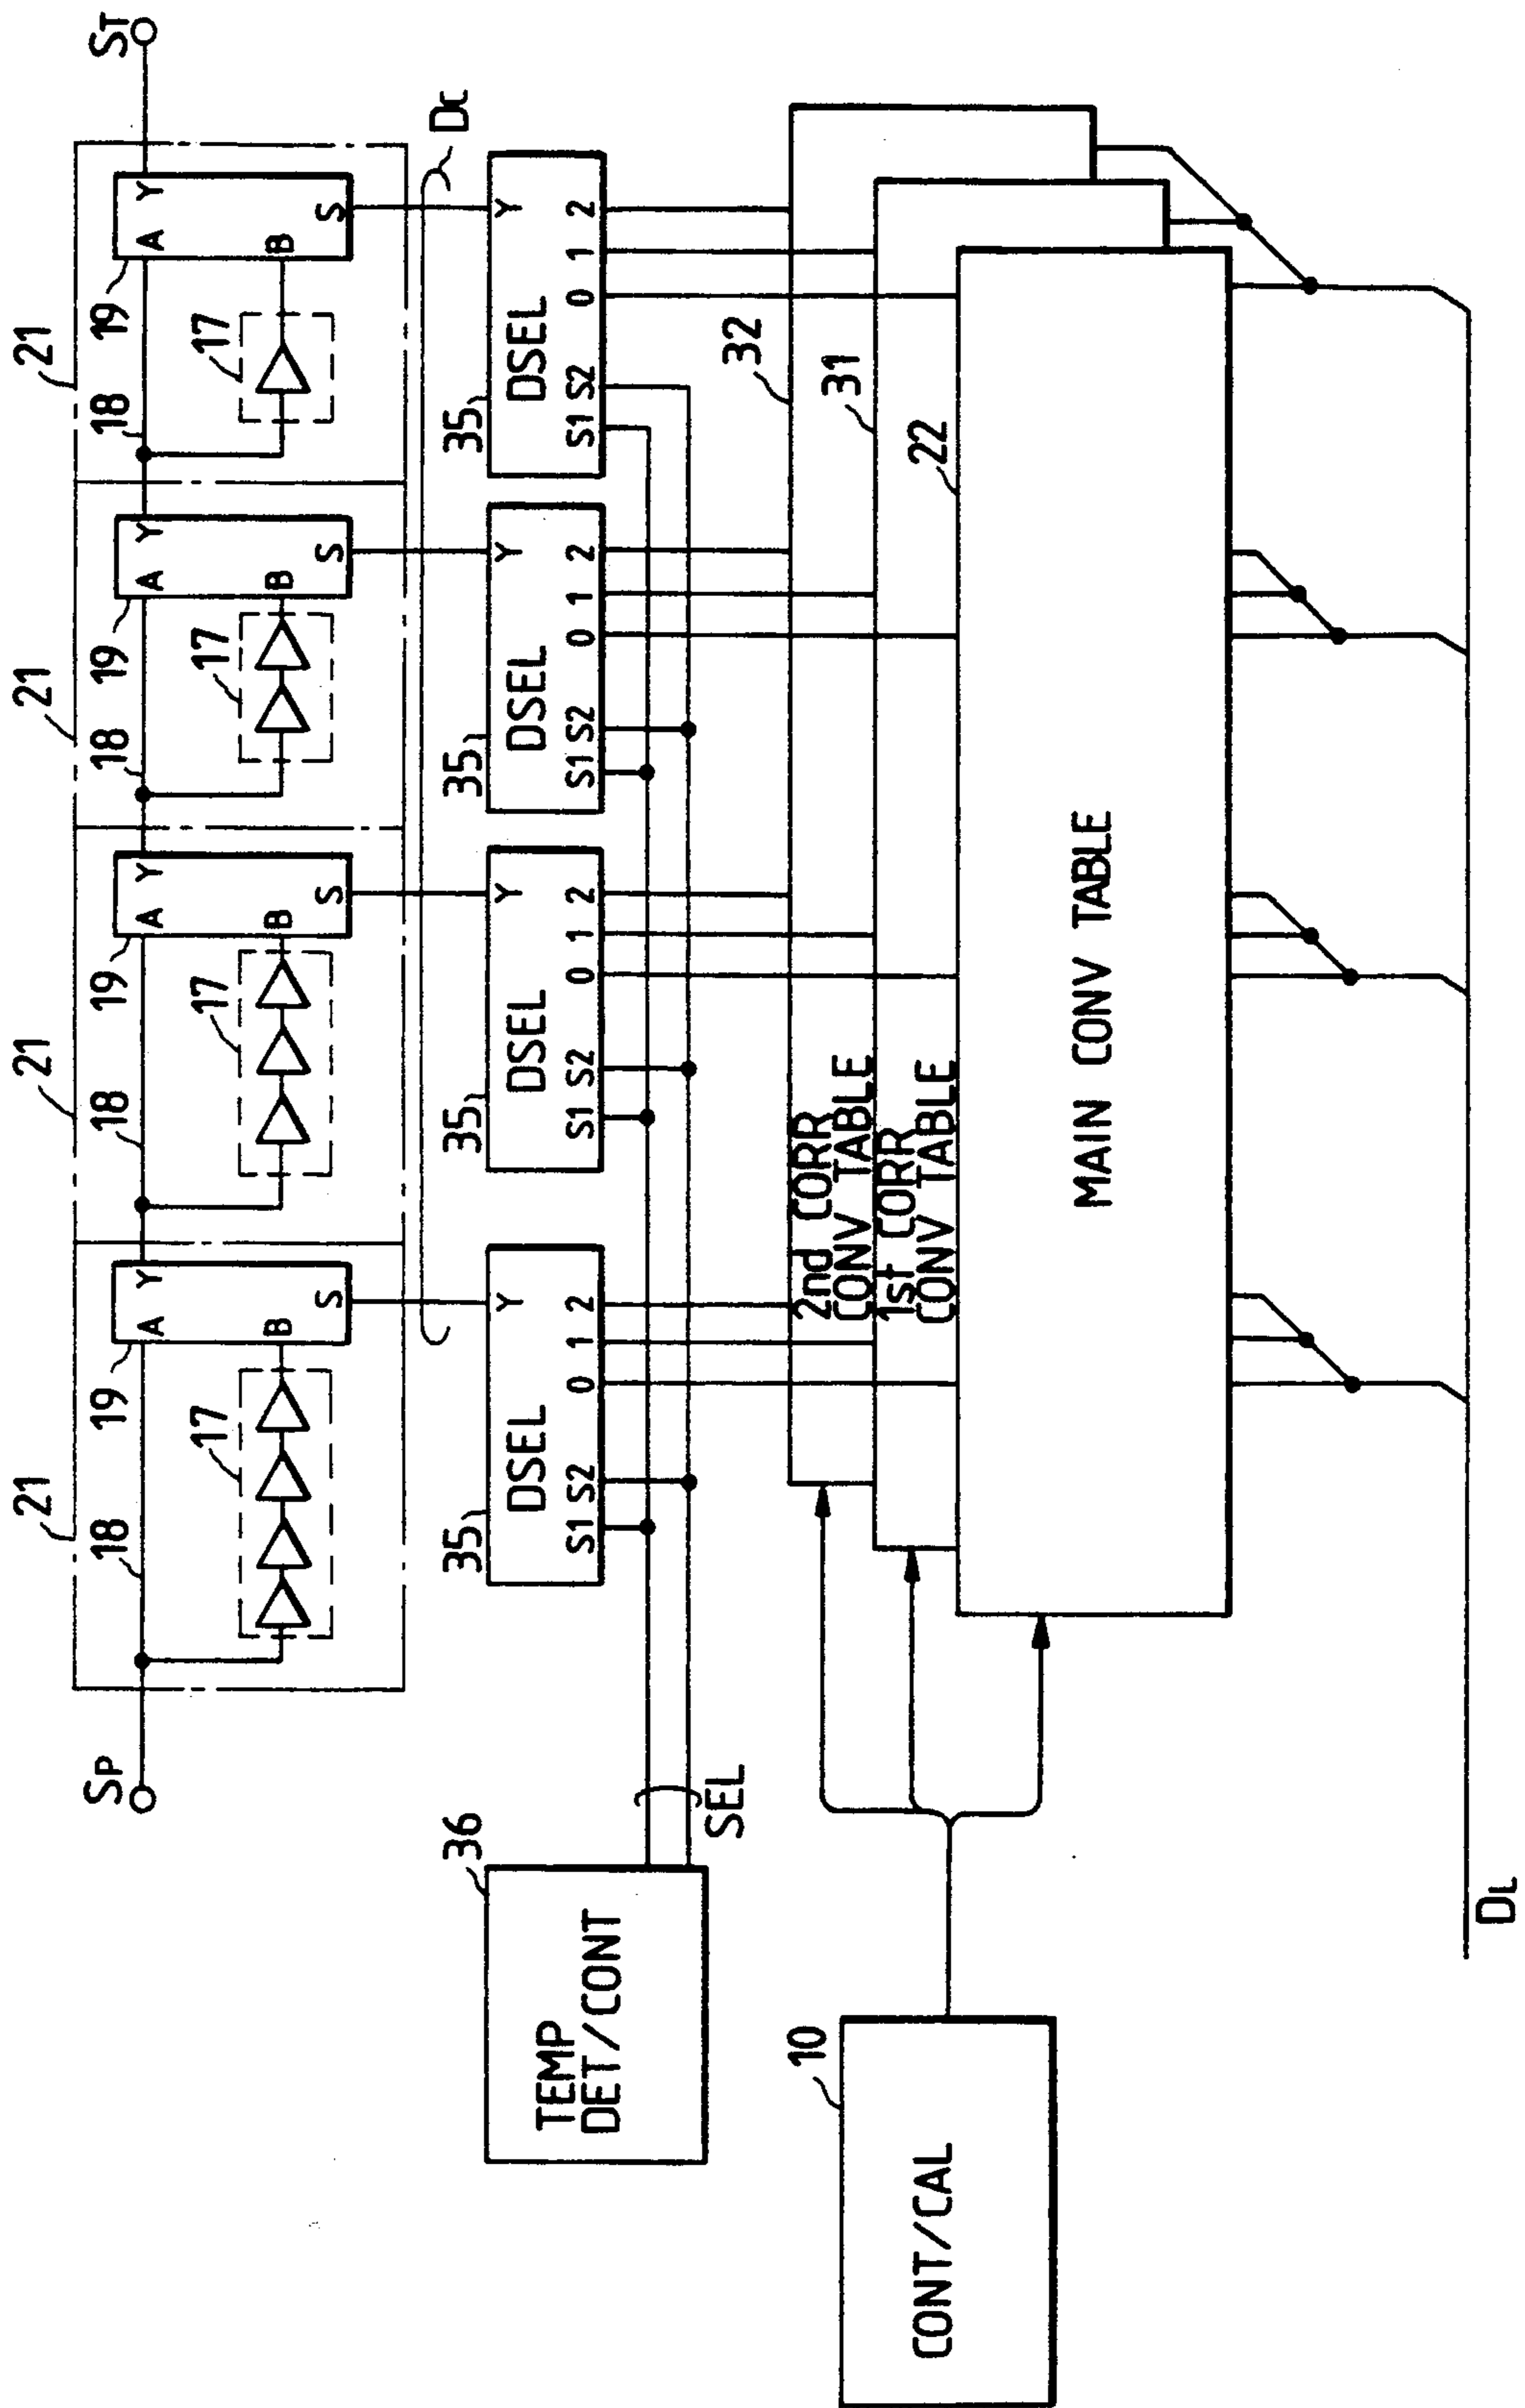 SP
21
21
21
21
ST
18
19
18
19
18
19
18
19
A
Y
A
Y
A
Y
A
Y
17
17
17
17
B
S
B
S
B
S
B
S
DC
36
TEMP
DET/CONT
SEL
35
35
35
35
DSEL
Y
DSEL
Y
DSEL
Y
DSEL
Y
S1 S2 0 1 2
S1 S2 0 1 2
S1 S2 0 1 2
S1 S2 0 1 2
32
2nd CORR
CONV TABLE
31
1st CORR
CONV TABLE
22
MAIN CONV TABLE
10
CONT/CAL
DL